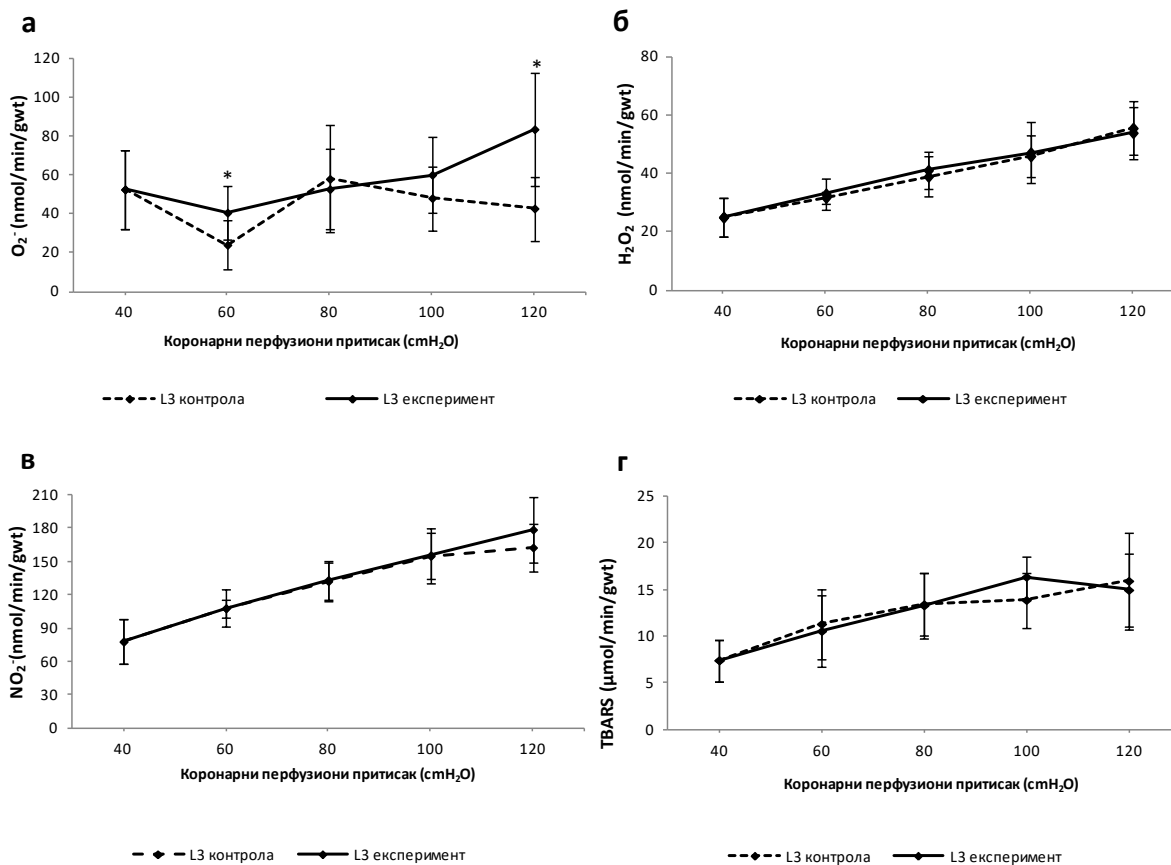 а
O₂⁻ (nmol/min/gwt)
120
100
80
60
40
20
0
*
*
40 60 80 100 120
Коронарни перфузиони притисак (cmH₂O)
L3 контрола L3 експеримент
б
H₂O₂ (nmol/min/gwt)
80
60
40
20
0
40 60 80 100 120
Коронарни перфузиони притисак (cmH₂O)
L3 контрола L3 експеримент
в
NO₂⁻(nmol/min/gwt)
210
180
150
120
90
60
30
0
40 60 80 100 120
Коронарни перфузиони притисак (cmH₂O)
L3 контрола L3 експеримент
г
TBARS (μmol/min/gwt)
25
20
15
10
5
0
40 60 80 100 120
Коронарни перфузиони притисак (cmH₂O)
L3 контрола L3 експеримент